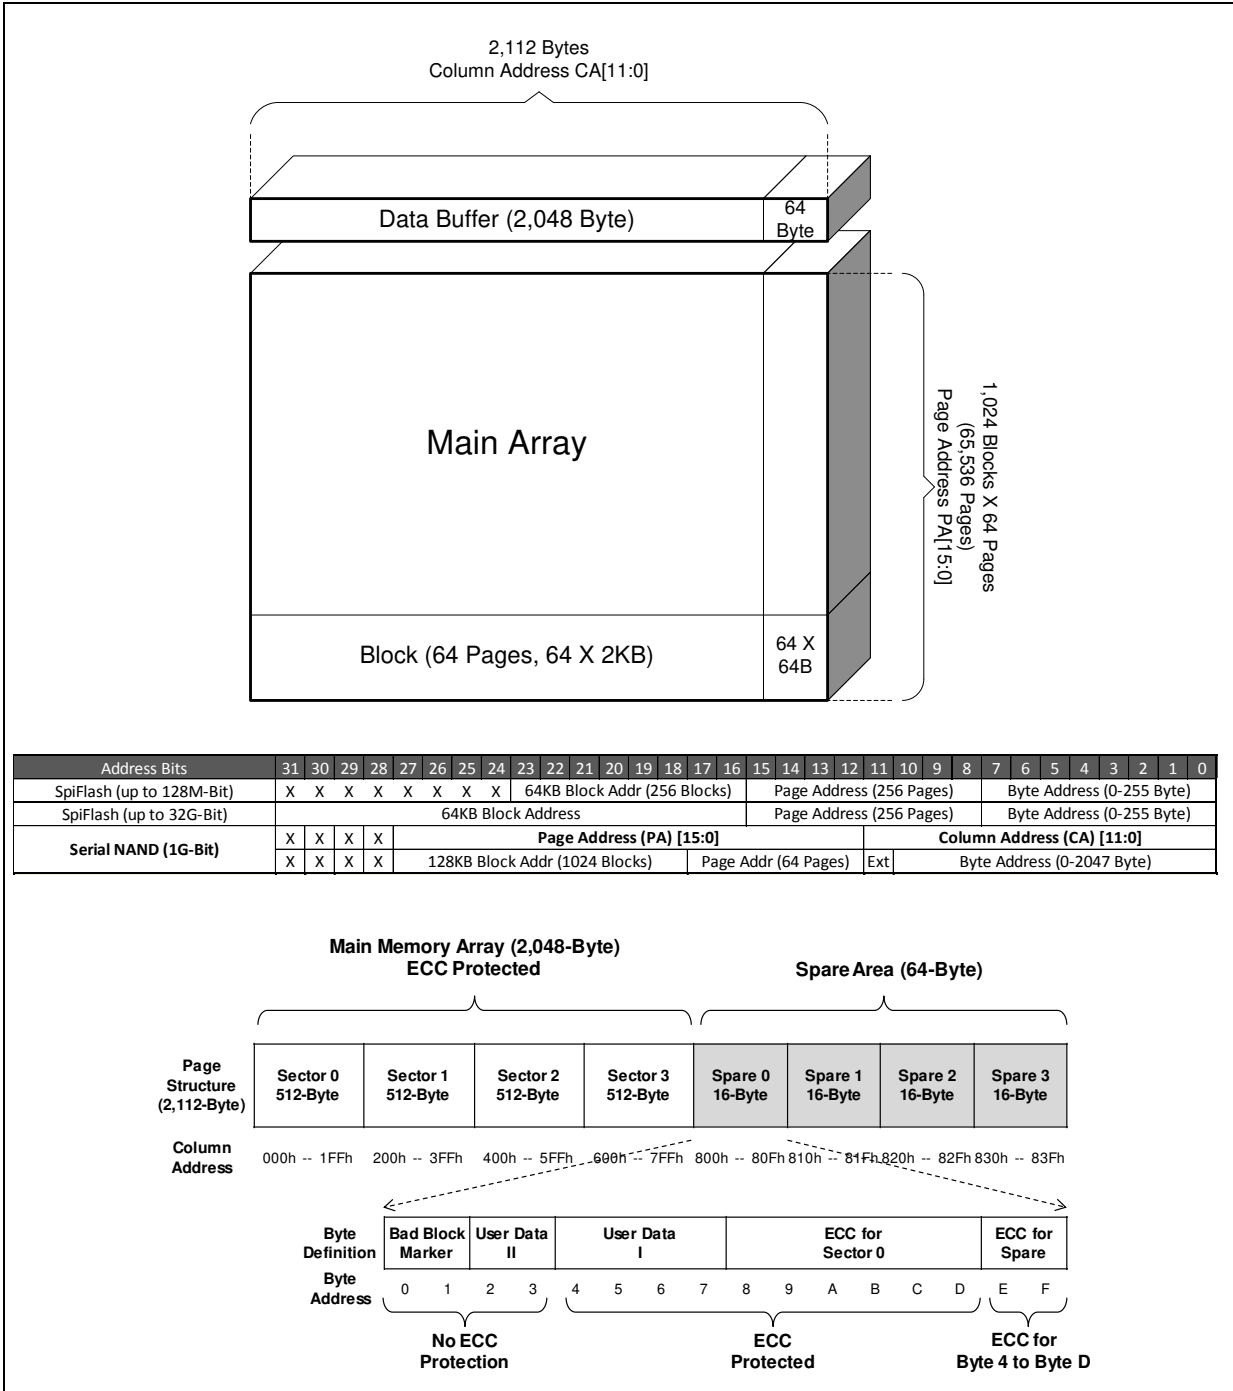 2,112 Bytes
Column Address CA[11:0]
Data Buffer (2,048 Byte)
64
Byte
Main Array
1,024 Blocks X 64 Pages
(65,536 Pages)
Page Address PA[15:0]
Block (64 Pages, 64 X 2KB)
64 X
64B
Address Bits 31 30 29 28 27 26 25 24 23 22 21 20 19 18 17 16 15 14 13 12 11 10 9 8 7 6 5 4 3 2 1 0
SpiFlash (up to 128M-Bit) X X X X X X X X 64KB Block Addr (256 Blocks) Page Address (256 Pages) Byte Address (0-255 Byte)
SpiFlash (up to 32G-Bit) 64KB Block Address Page Address (256 Pages) Byte Address (0-255 Byte)
Serial NAND (1G-Bit) X X X X Page Address (PA) [15:0] Column Address (CA) [11:0]
X X X X 128KB Block Addr (1024 Blocks) Page Addr (64 Pages) Ext Byte Address (0-2047 Byte)
Main Memory Array (2,048-Byte)
ECC Protected
Spare Area (64-Byte)
Page
Structure
(2,112-Byte)
Sector 0 Sector 1 Sector 2 Sector 3 Spare 0 Spare 1 Spare 2 Spare 3
512-Byte 512-Byte 512-Byte 512-Byte 16-Byte 16-Byte 16-Byte 16-Byte
Column
Address
000h -- 1FFh 200h -- 3FFh 400h -- 5FFh 600h -- 7FFh 800h -- 80Fh 810h -- 81Fh 820h -- 82Fh 830h -- 83Fh
Byte
Definition
Bad Block User Data User Data ECC for ECC for
Marker II I Sector 0 Spare
Byte
Address
0 1 2 3 4 5 6 7 8 9 A B C D E F
No ECC
Protection
ECC
Protected
ECC for
Byte 4 to Byte D